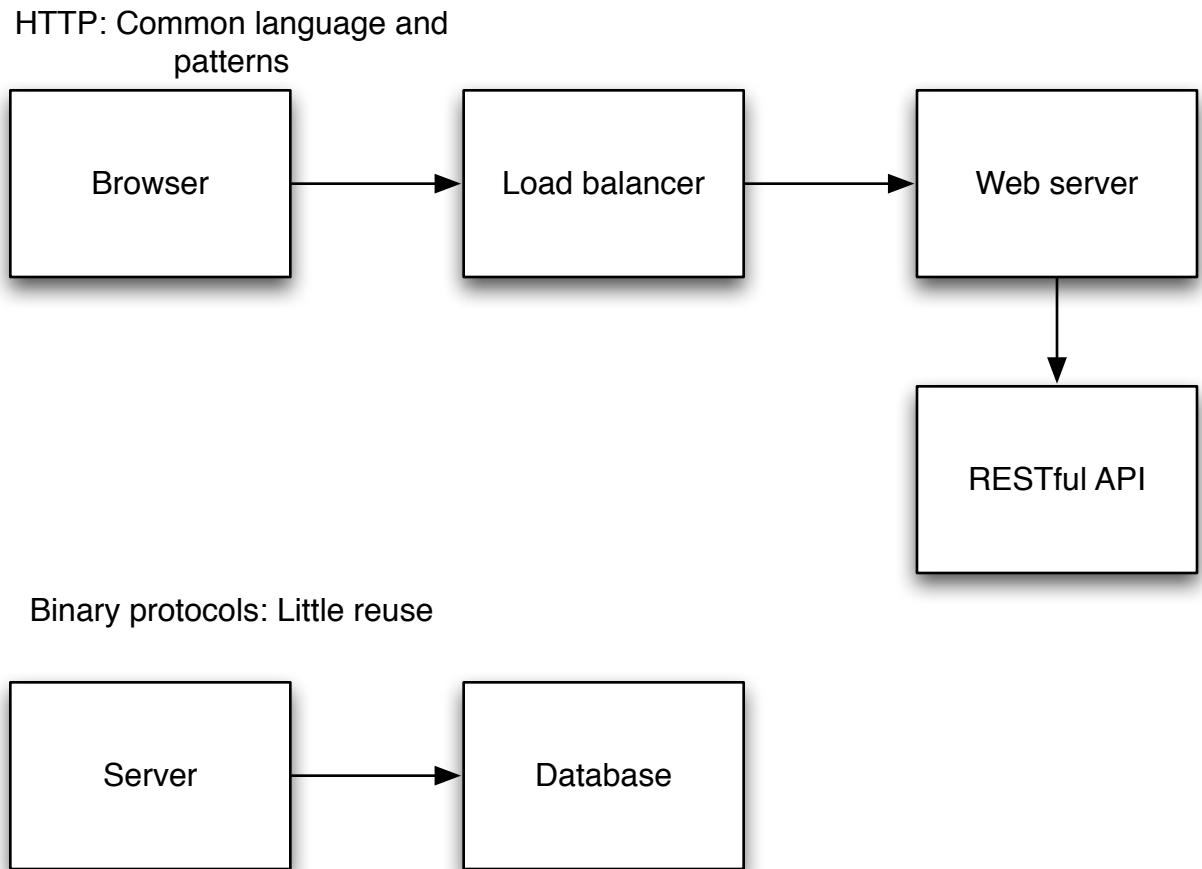 HTTP: Common language and
patterns
Browser
Load balancer
Web server
RESTful API
Binary protocols: Little reuse
Server
Database